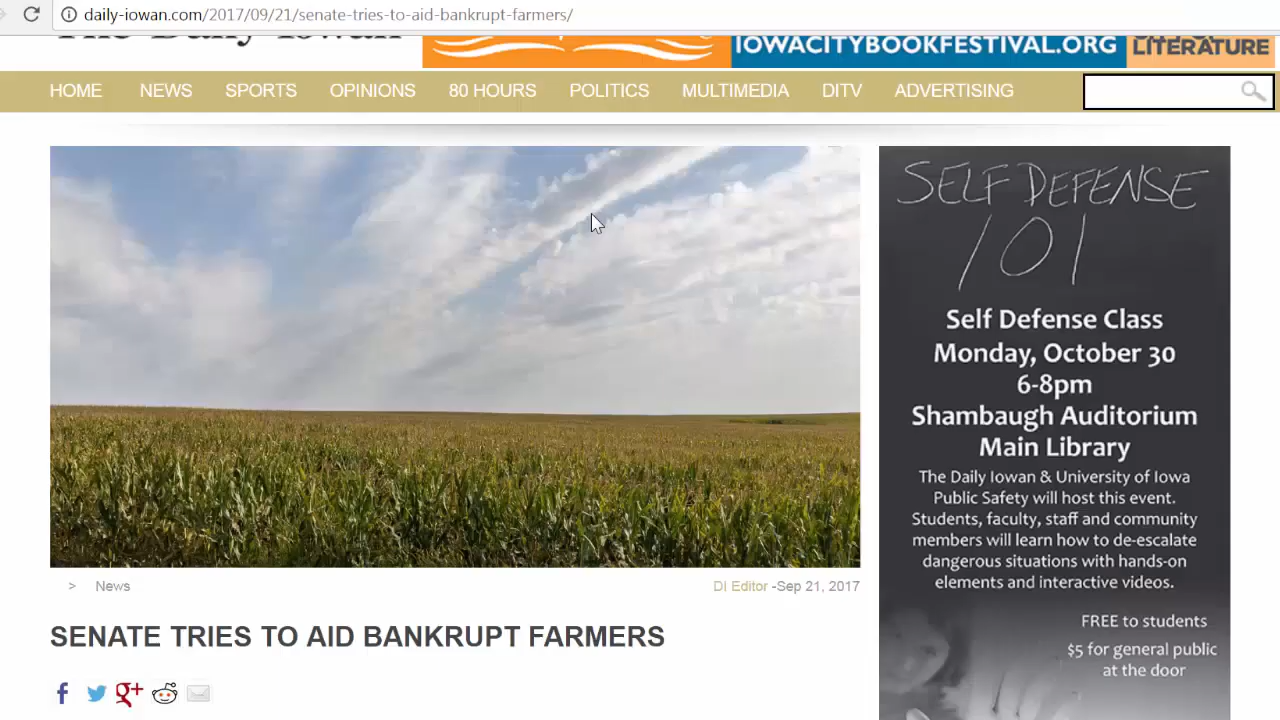 daily-iowan.com/2017/09/21/senate-tries-to-aid-bankrupt-farmers/
The Daily Iowan
IOWACITYBOOKFESTIVAL.ORG
LITERATURE
HOME NEWS SPORTS OPINIONS 80 HOURS POLITICS MULTIMEDIA DITV ADVERTISING
SELF DEFENSE
101
Self Defense Class
Monday, October 30
6-8pm
Shambaugh Auditorium
Main Library
The Daily Iowan & University of Iowa
Public Safety will host this event.
Students, faculty, staff and community
members will learn how to de-escalate
dangerous situations with hands-on
elements and interactive videos.
FREE to students
$5 for general public
at the door
> News
DI Editor -Sep 21, 2017
SENATE TRIES TO AID BANKRUPT FARMERS
f
g+